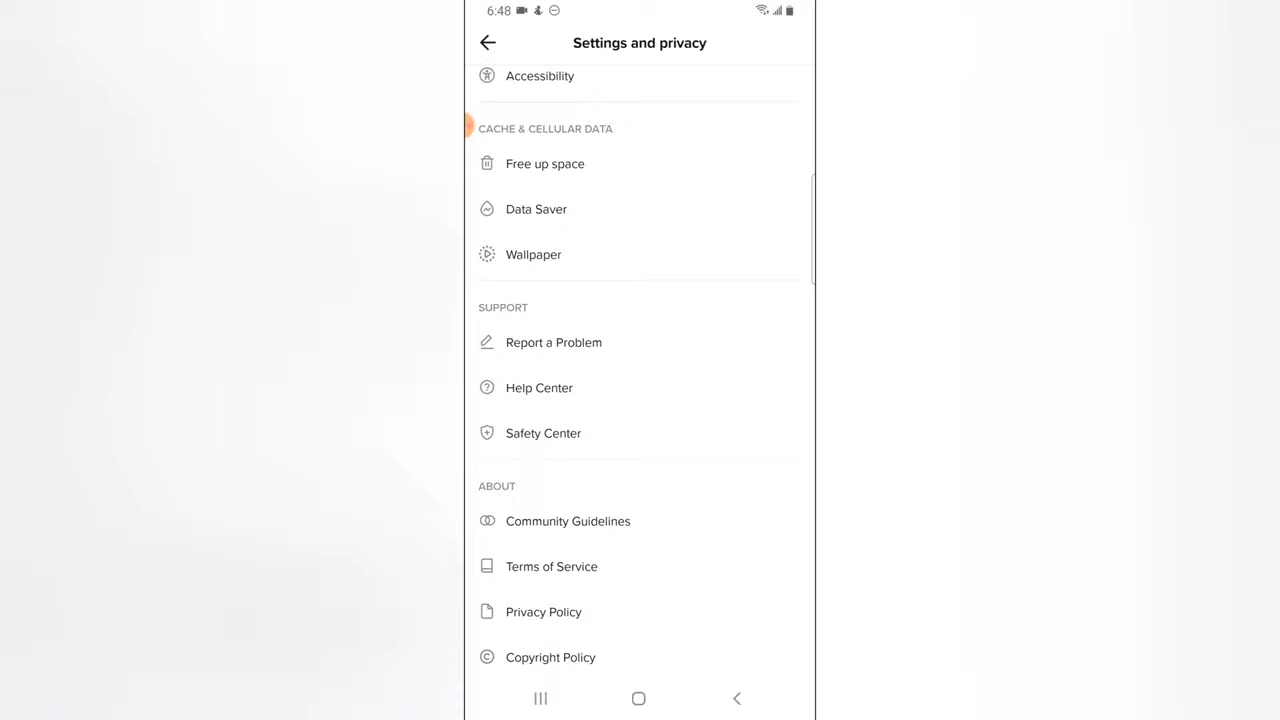 6:48
Settings and privacy
Accessibility
CACHE & CELLULAR DATA
Free up space
Data Saver
Wallpaper
SUPPORT
Report a Problem
Help Center
Safety Center
ABOUT
Community Guidelines
Terms of Service
Privacy Policy
Copyright Policy